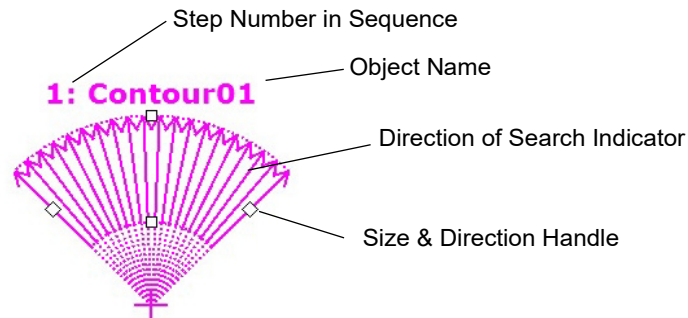 Step Number in Sequence
Object Name
1: Contour01
Direction of Search Indicator
Size & Direction Handle